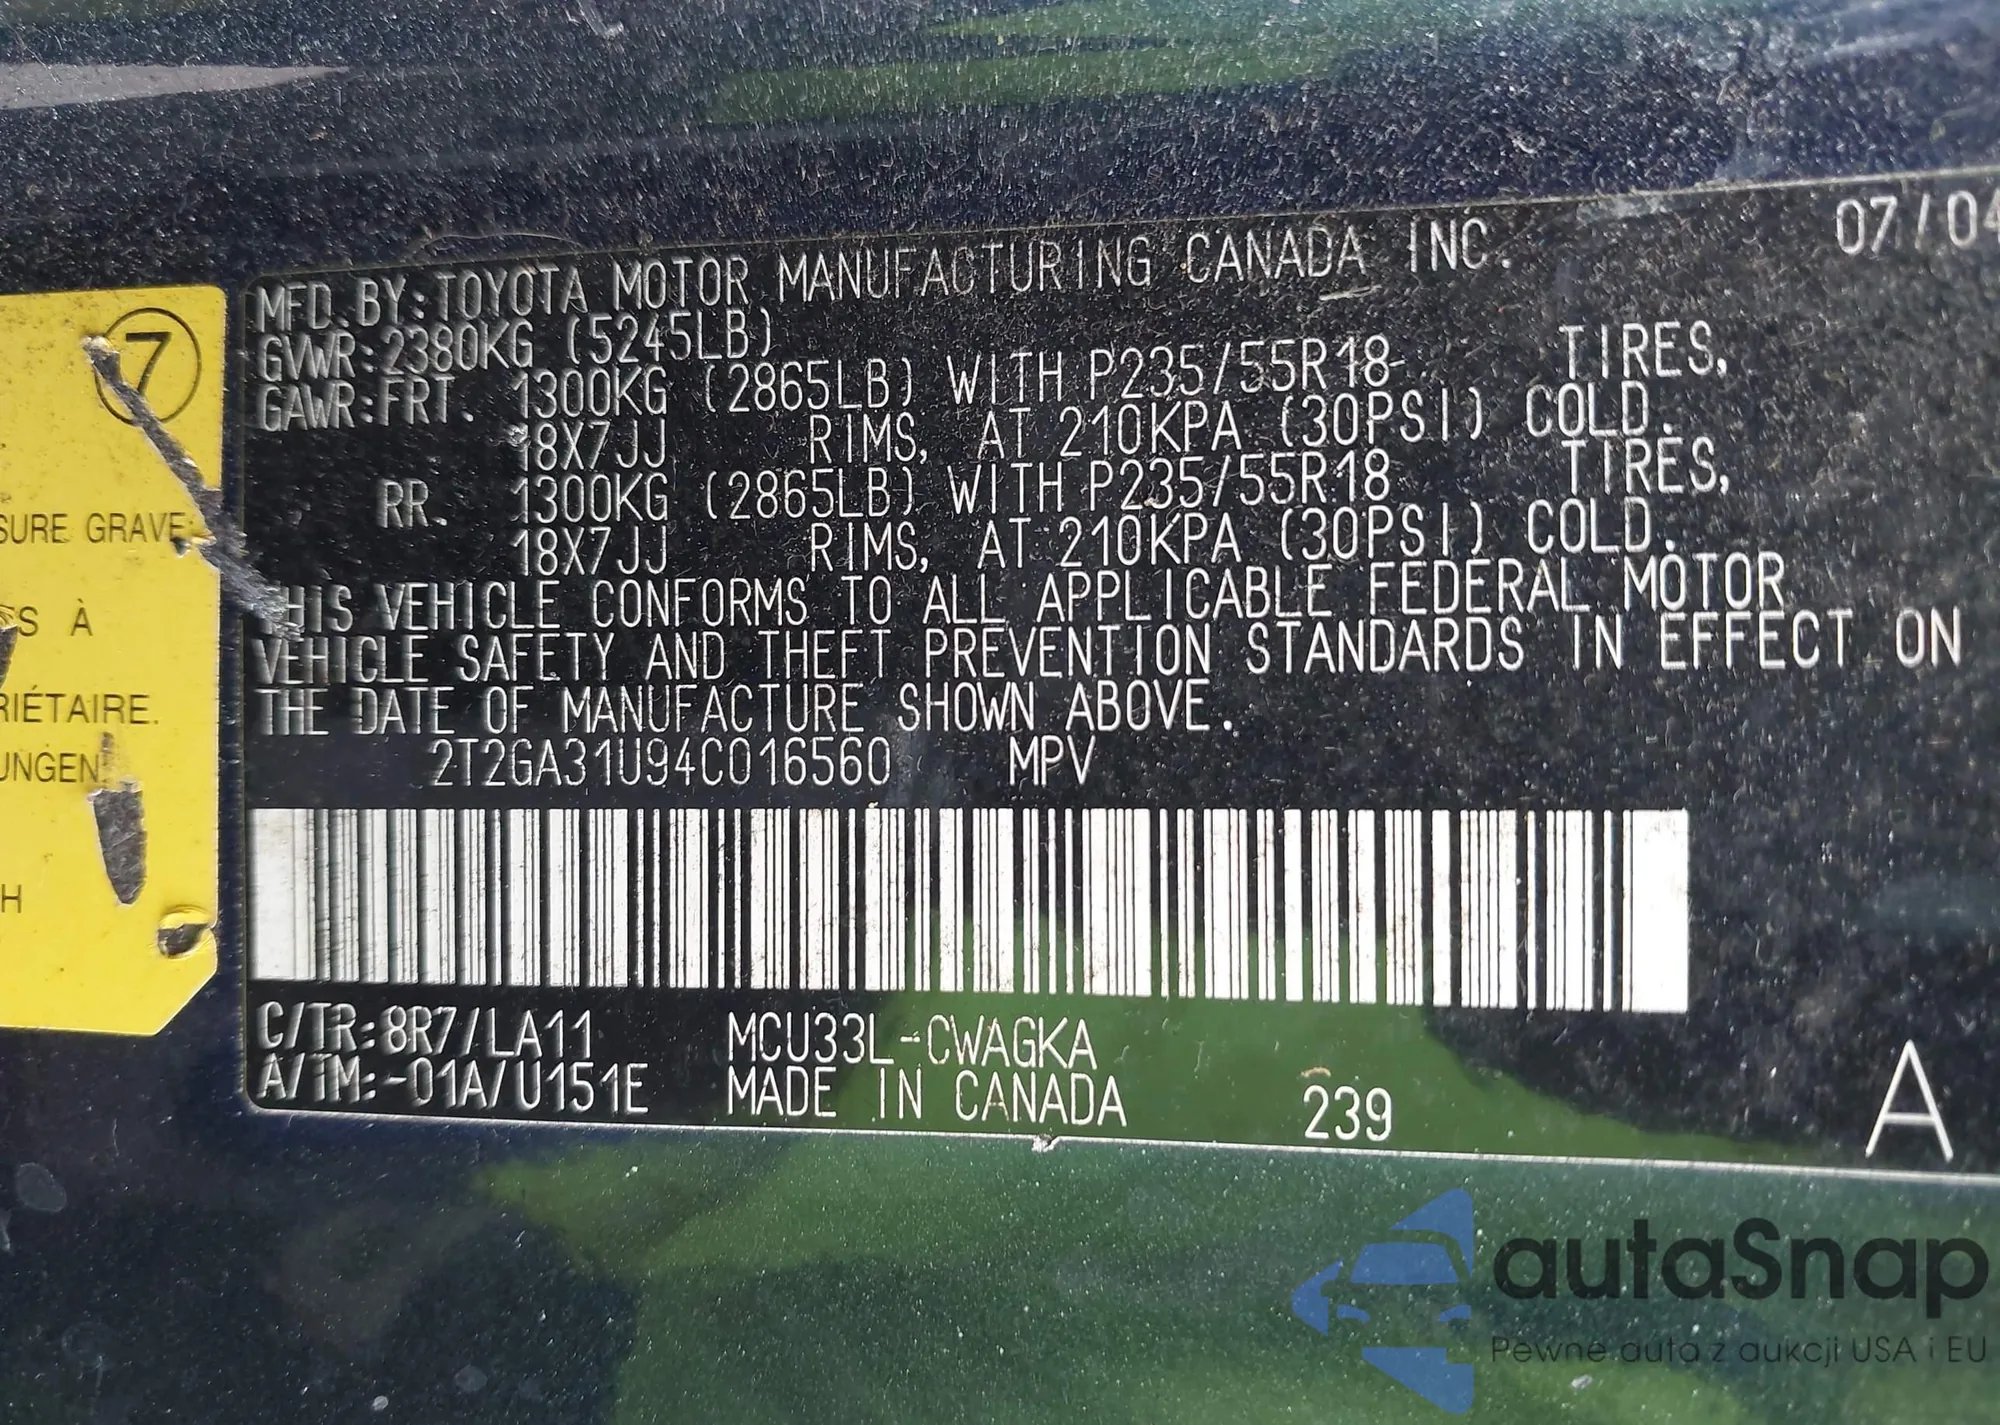 07/04
MFD. BY: TOYOTA MOTOR MANUFACTURING CANADA INC.
GVWR: 2380KG (5245LB)
GAWR: FRT. 1300KG (2865LB) WITH P235/55R18 TIRES,
18X7JJ RIMS, AT 210KPA (30PSI) COLD.
RR. 1300KG (2865LB) WITH P235/55R18 TIRES,
18X7JJ RIMS, AT 210KPA (30PSI) COLD.
THIS VEHICLE CONFORMS TO ALL APPLICABLE FEDERAL MOTOR
VEHICLE SAFETY AND THEFT PREVENTION STANDARDS IN EFFECT ON
THE DATE OF MANUFACTURE SHOWN ABOVE.
2T2GA31U94C016560 MPV
C/TR: 8R7/LA11 MCU33L-CWAGKA
A/TM: -01A/U151E MADE IN CANADA 239
A
7
SURE GRAVE
S À
RIÉTAIRE.
UNGEN
H
autaSnap
Pewne auta z aukcji USA i EU